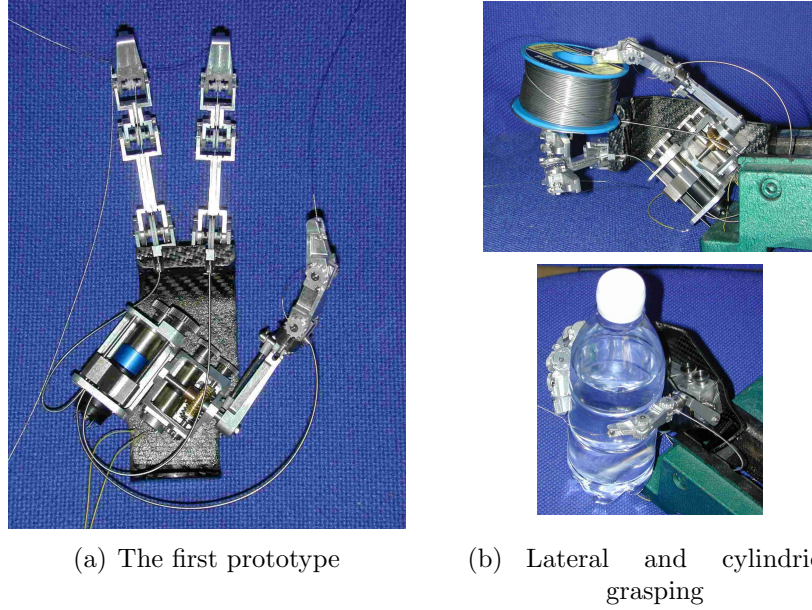 (a) The first prototype
(b) Lateral and cylindric
grasping